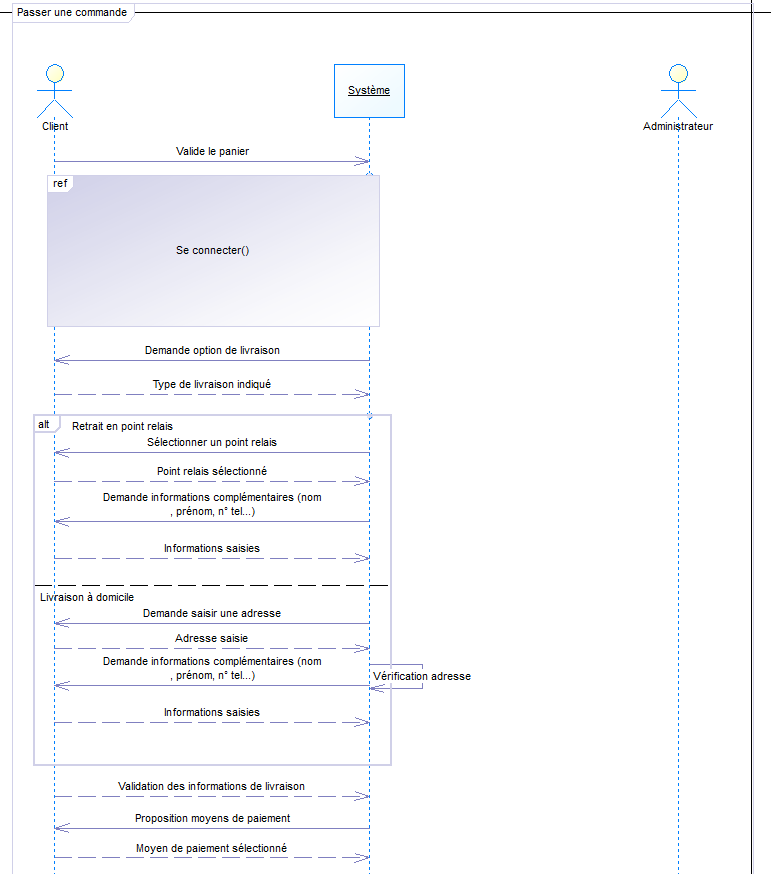 Passer une commande
Système
Client
Administrateur
Valide le panier
ref
Se connecter()
Demande option de livraison
Type de livraison indiqué
alt
Retrait en point relais
Sélectionner un point relais
Point relais sélectionné
Demande informations complémentaires (nom
, prénom, n° tel...)
Informations saisies
Livraison à domicile
Demande saisir une adresse
Adresse saisie
Demande informations complémentaires (nom
, prénom, n° tel...)
Vérification adresse
Informations saisies
Validation des informations de livraison
Proposition moyens de paiement
Moyen de paiement sélectionné